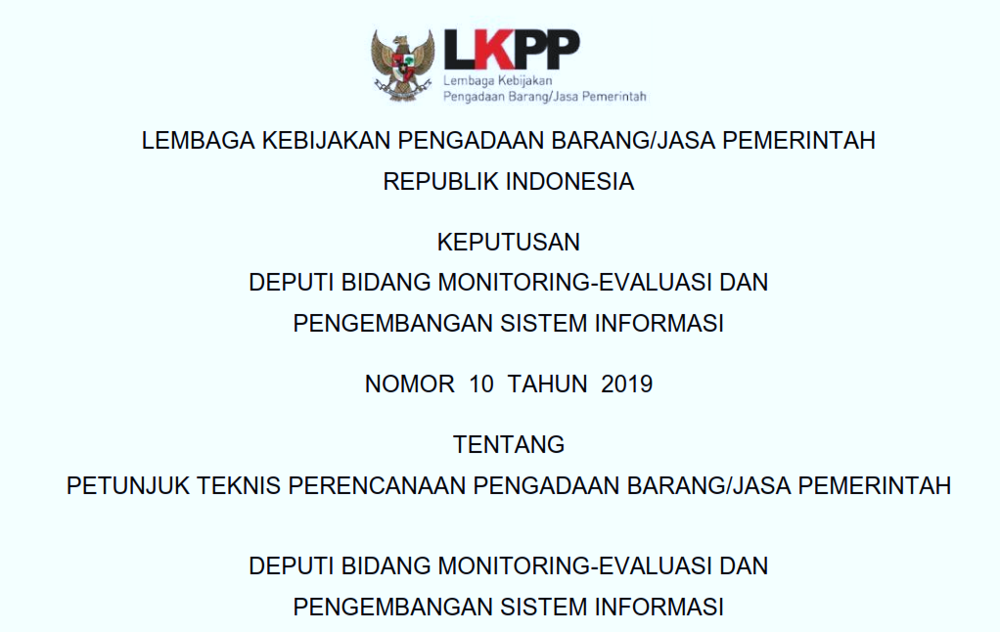 LKPP
Lembaga Kebijakan
Pengadaan Barang/Jasa Pemerintah
LEMBAGA KEBIJAKAN PENGADAAN BARANG/JASA PEMERINTAH
REPUBLIK INDONESIA
KEPUTUSAN
DEPUTI BIDANG MONITORING-EVALUASI DAN
PENGEMBANGAN SISTEM INFORMASI
NOMOR 10 TAHUN 2019
TENTANG
PETUNJUK TEKNIS PERENCANAAN PENGADAAN BARANG/JASA PEMERINTAH
DEPUTI BIDANG MONITORING-EVALUASI DAN
PENGEMBANGAN SISTEM INFORMASI